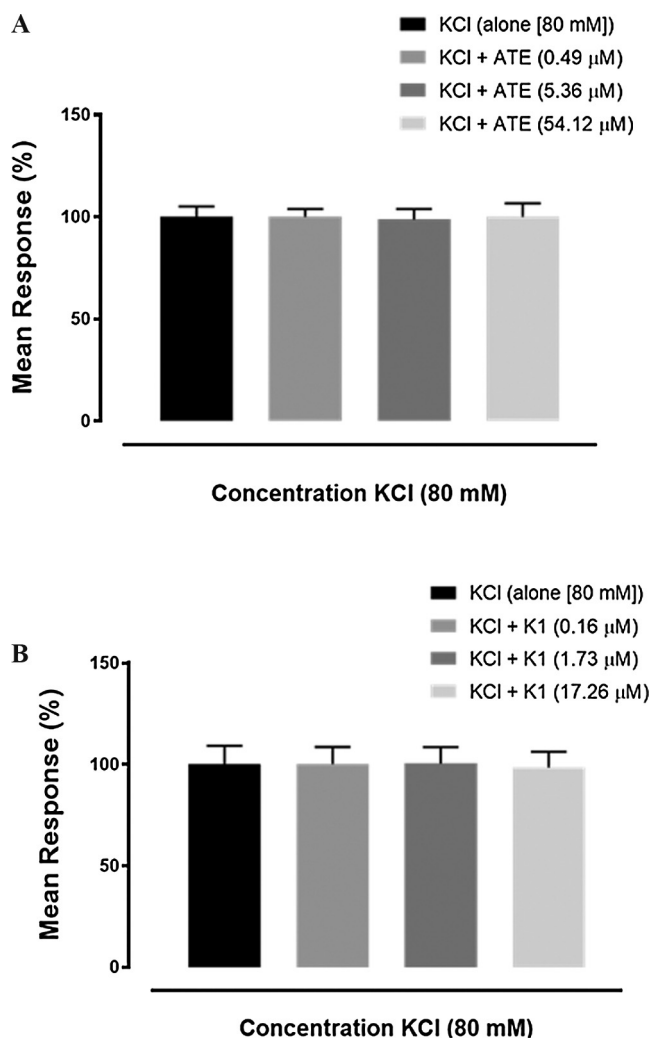 A
KCl (alone [80 mM])
KCl + ATE (0.49 μM)
KCl + ATE (5.36 μM)
KCl + ATE (54.12 μM)
150
100
50
0
Mean Response (%)
Concentration KCl (80 mM)
B
KCl (alone [80 mM])
KCl + K1 (0.16 μM)
KCl + K1 (1.73 μM)
KCl + K1 (17.26 μM)
150
100
50
0
Mean Response (%)
Concentration KCl (80 mM)